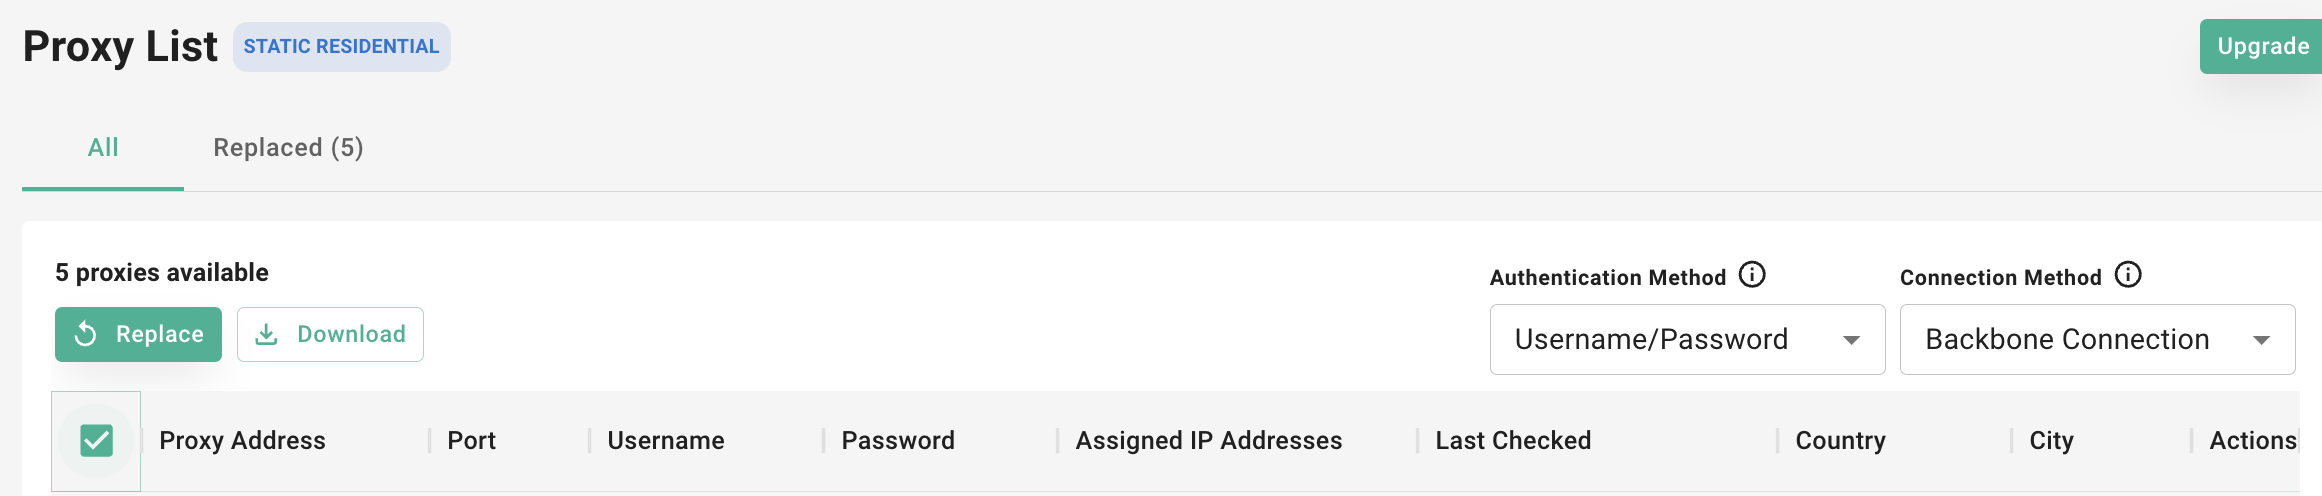 Proxy List STATIC RESIDENTIAL Upgrade
All Replaced (5)
5 proxies available
Authentication Method Connection Method
Replace Download Username/Password Backbone Connection
Proxy Address Port Username Password Assigned IP Addresses Last Checked Country City Actions